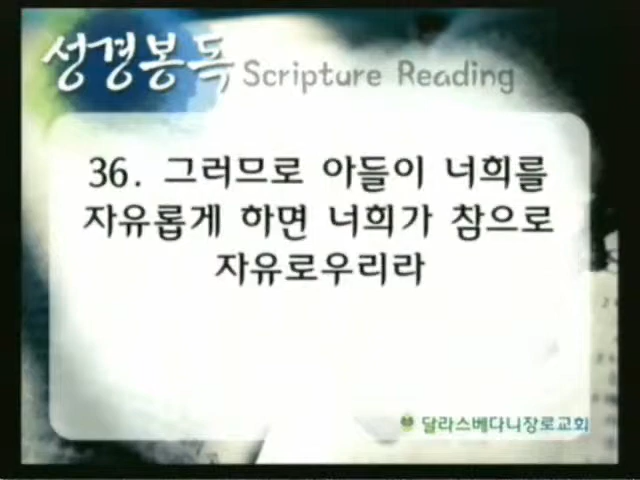 성경봉독 Scripture Reading
36. 그러므로 아들이 너희를
자유롭게 하면 너희가 참으로
자유로우리라
달라스베다니장로교회